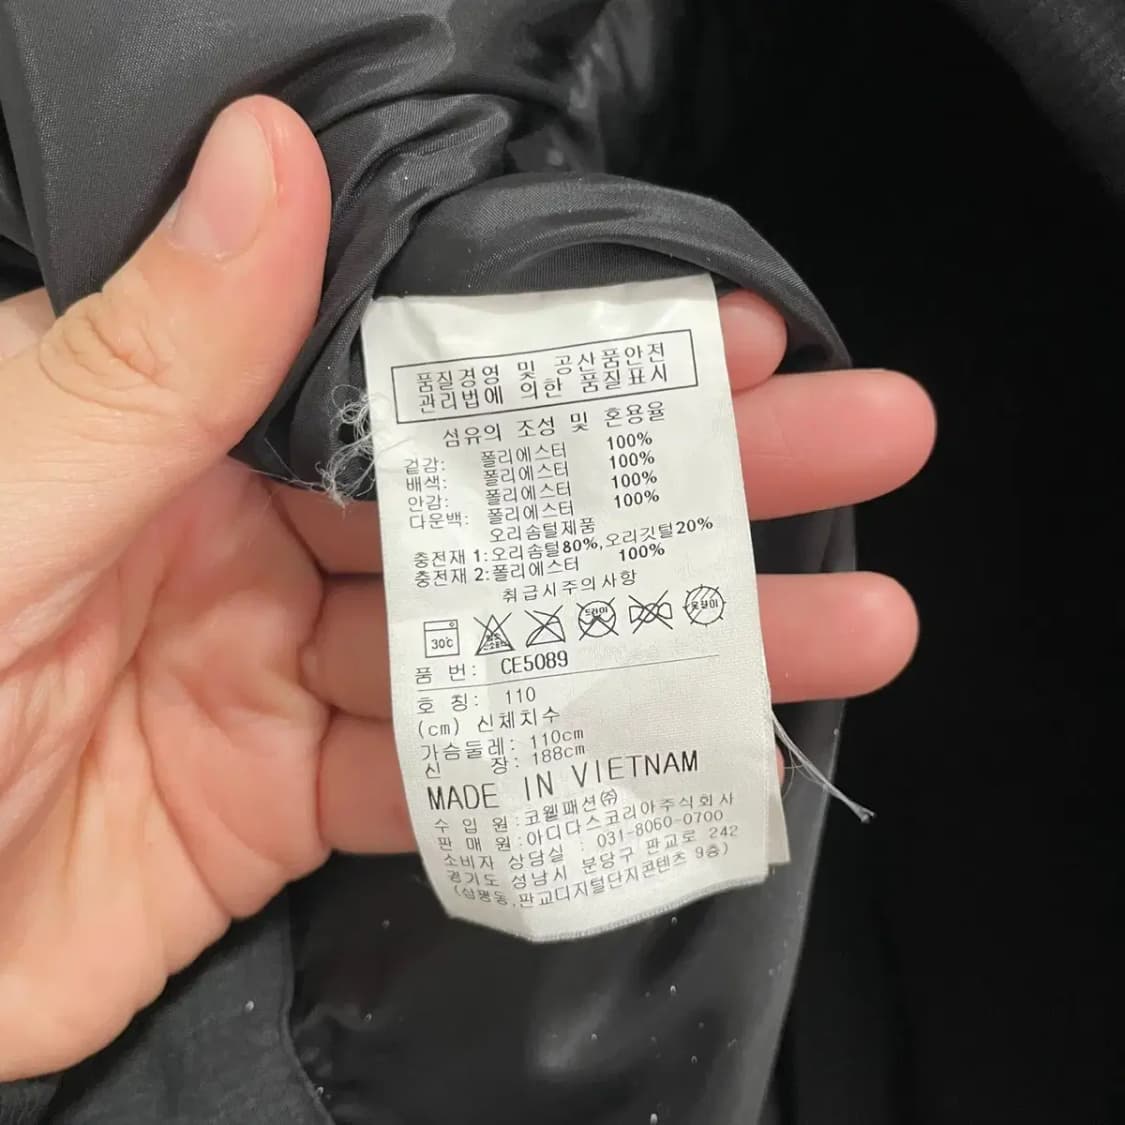 품질경영 및 공산품안전
관리법에 의한 품질표시
섬유의 조성 및 혼용율
겉감: 폴리에스터 100%
배색: 폴리에스터 100%
안감: 폴리에스터 100%
다운백: 폴리에스터 100%
오리솜털제품
충전재 1:오리솜털80%,오리깃털20%
충전재 2:폴리에스터 100%
취급시주의사항
30℃ 드라이
품 번: CE5089
호 칭: 110
(cm) 신체치수
가슴둘레: 110cm
신 장: 188cm
MADE IN VIETNAM
수 입 원:코웰패션㈜
판 매 원:아디다스코리아주식회사
소비자 상담실 : 031-8060-0700
경기도 성남시 분당구 판교로 242
(삼평동,판교디지털단지콘텐츠 9층)